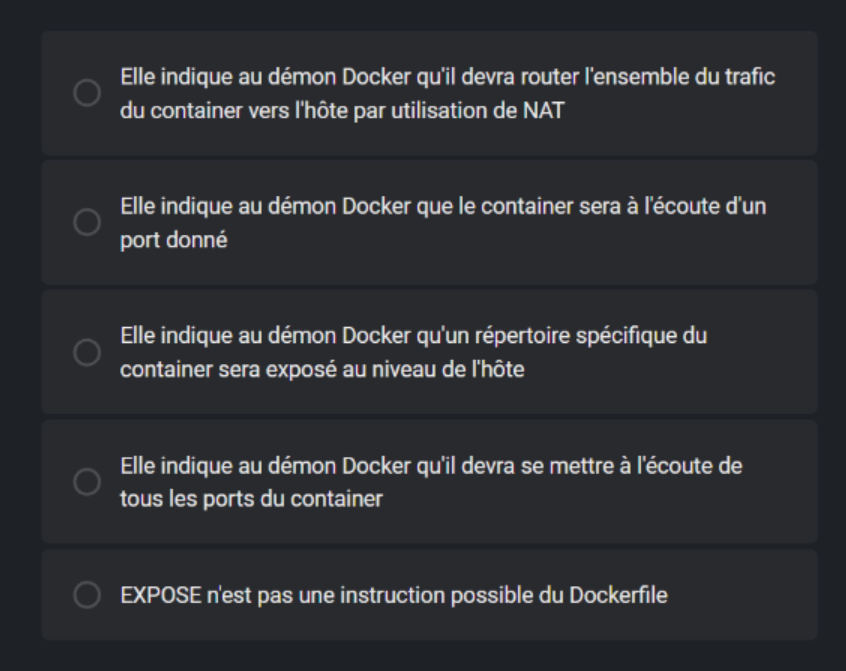 Elle indique au démon Docker qu'il devra router l'ensemble du trafic
du container vers l'hôte par utilisation de NAT
Elle indique au démon Docker que le container sera à l'écoute d'un
port donné
Elle indique au démon Docker qu'un répertoire spécifique du
container sera exposé au niveau de l'hôte
Elle indique au démon Docker qu'il devra se mettre à l'écoute de
tous les ports du container
EXPOSE n'est pas une instruction possible du Dockerfile